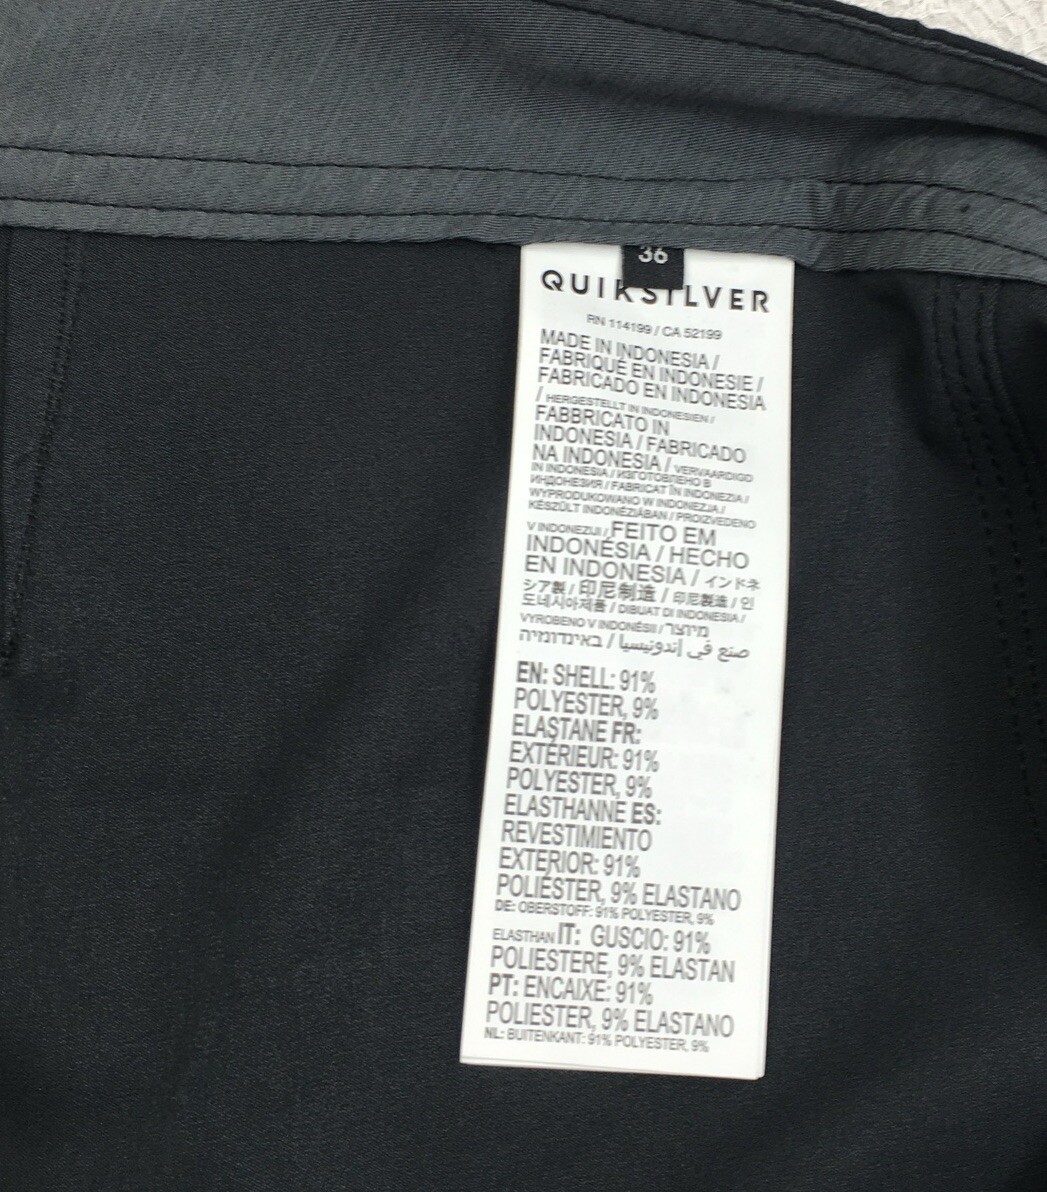 36
QUIKSILVER
RN 114199 / CA 52199
MADE IN INDONESIA /
FABRIQUÉ EN INDONESIE /
FABRICADO EN INDONESIA
/ HERGESTELLT IN INDONESIEN /
FABBRICATO IN
INDONESIA / FABRICADO
NA INDONESIA / VERVAARDIGD
IN INDONESIA / ИЗГОТОВЛЕНО В
ИНДОНЕЗИЯ / FABRICAT ÎN INDONEZIA /
WYPRODUKOWANO W INDONEZJA /
KÉSZÜLT INDONÉZIÁBAN / PROIZVEDENO
V INDONEZIJI / FEITO EM
INDONÉSIA / HECHO
EN INDONESIA / インドネ
シア製 / 印尼制造 / 印尼製造 / 인
도네시아제품 / DIBUAT DI INDONESIA /
VYROBENO V INDONÉSII / מיוצר
באינדונזיה / صنع في إندونيسيا
EN: SHELL: 91%
POLYESTER, 9%
ELASTANE FR:
EXTÉRIEUR: 91%
POLYESTER, 9%
ELASTHANNE ES:
REVESTIMIENTO
EXTERIOR: 91%
POLIÉSTER, 9% ELASTANO
DE: OBERSTOFF: 91% POLYESTER, 9%
ELASTHAN IT: GUSCIO: 91%
POLIESTERE, 9% ELASTAN
PT: ENCAIXE: 91%
POLIESTER, 9% ELASTANO
NL: BUITENKANT: 91% POLYESTER, 9%